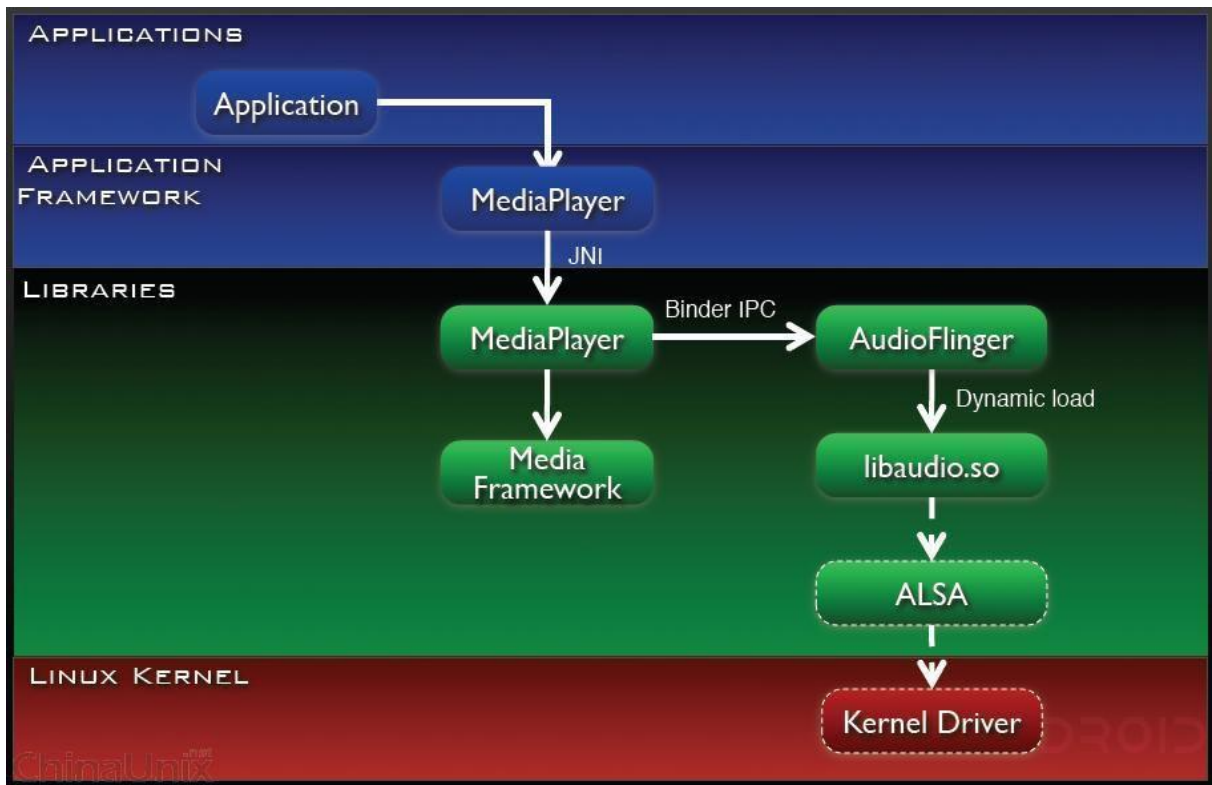 APPLICATIONS
Application
APPLICATION
FRAMEWORK
MediaPlayer
JNI
LIBRARIES
MediaPlayer
Binder IPC
AudioFlinger
Dynamic load
Media
Framework
libaudio.so
ALSA
LINUX KERNEL
Kernel Driver
ChinaUnix.net